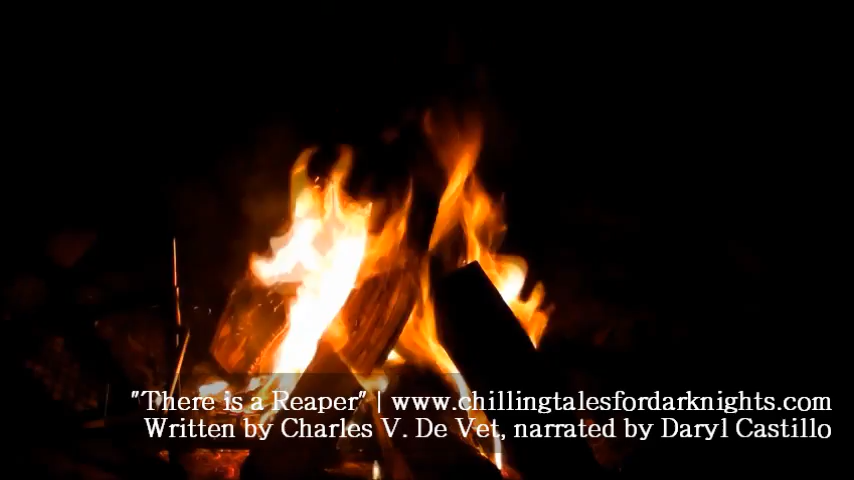 "There is a Reaper" | www.chillingtalesfordarknights.com
Written by Charles V. De Vet, narrated by Daryl Castillo